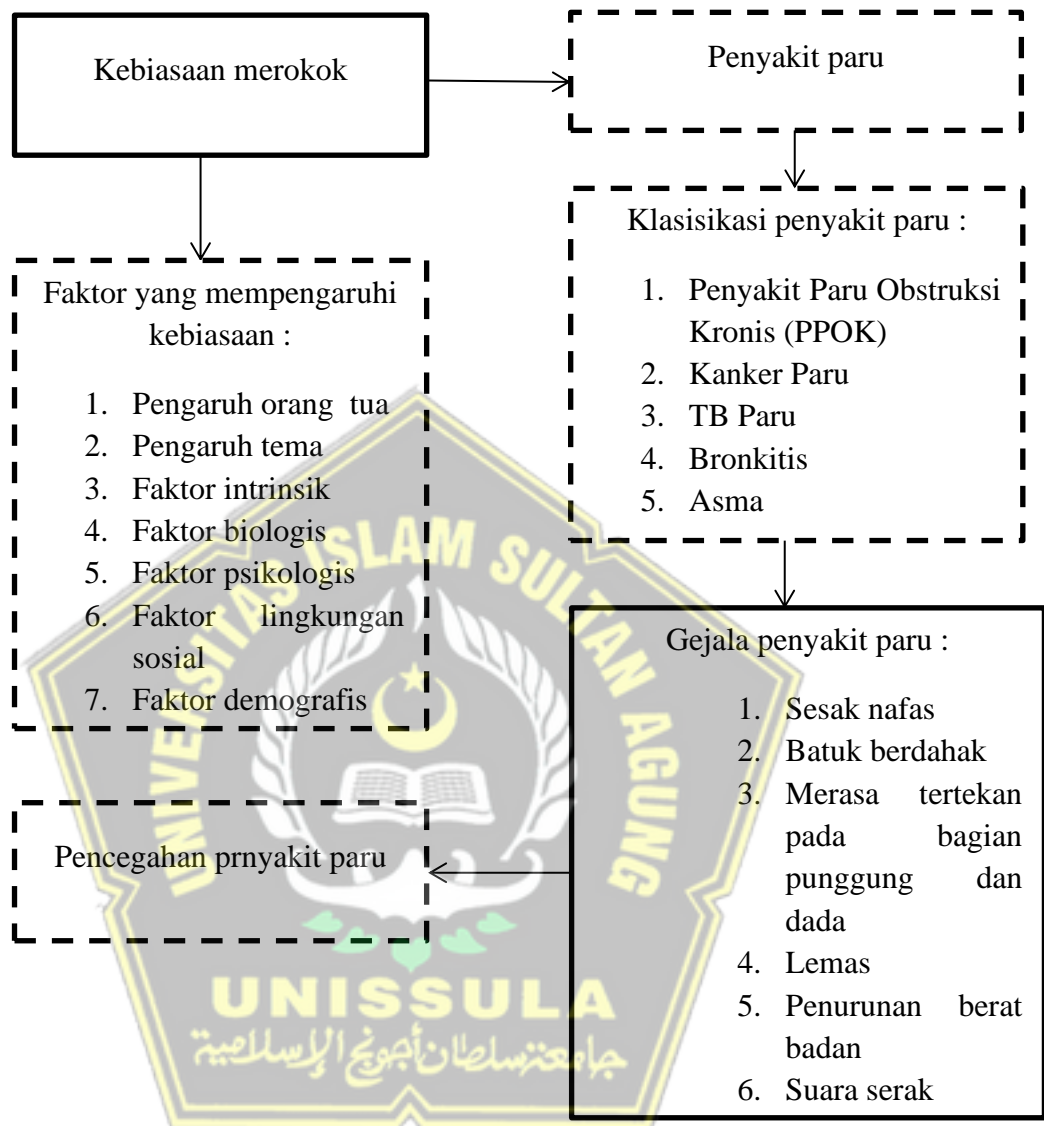 Kebiasaan merokok
Penyakit paru
Klasisikasi penyakit paru :
1. Penyakit Paru Obstruksi
Kronis (PPOK)
2. Kanker Paru
3. TB Paru
4. Bronkitis
5. Asma
Faktor yang mempengaruhi
kebiasaan :
1. Pengaruh orang tua
2. Pengaruh tema
3. Faktor intrinsik
4. Faktor biologis
5. Faktor psikologis
6. Faktor lingkungan
sosial
7. Faktor demografis
Gejala penyakit paru :
1. Sesak nafas
2. Batuk berdahak
3. Merasa tertekan
pada bagian
punggung dan
dada
4. Lemas
5. Penurunan berat
badan
6. Suara serak
Pencegahan prnyakit paru
UNIVERSITAS ISLAM SULTAN AGUNG
UNISSULA
جامعتسلطان أجونج الإسلامية